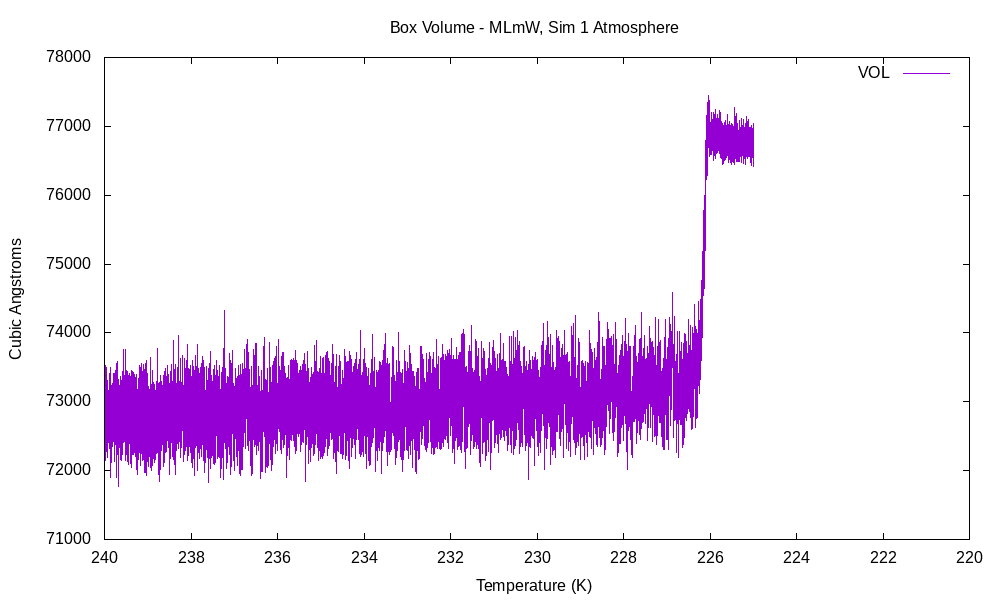 Box Volume - MLmW, Sim 1 Atmosphere
VOL
78000
77000
76000
75000
74000
73000
72000
71000
Cubic Angstroms
240 238 236 234 232 230 228 226 224 222 220
Temperature (K)